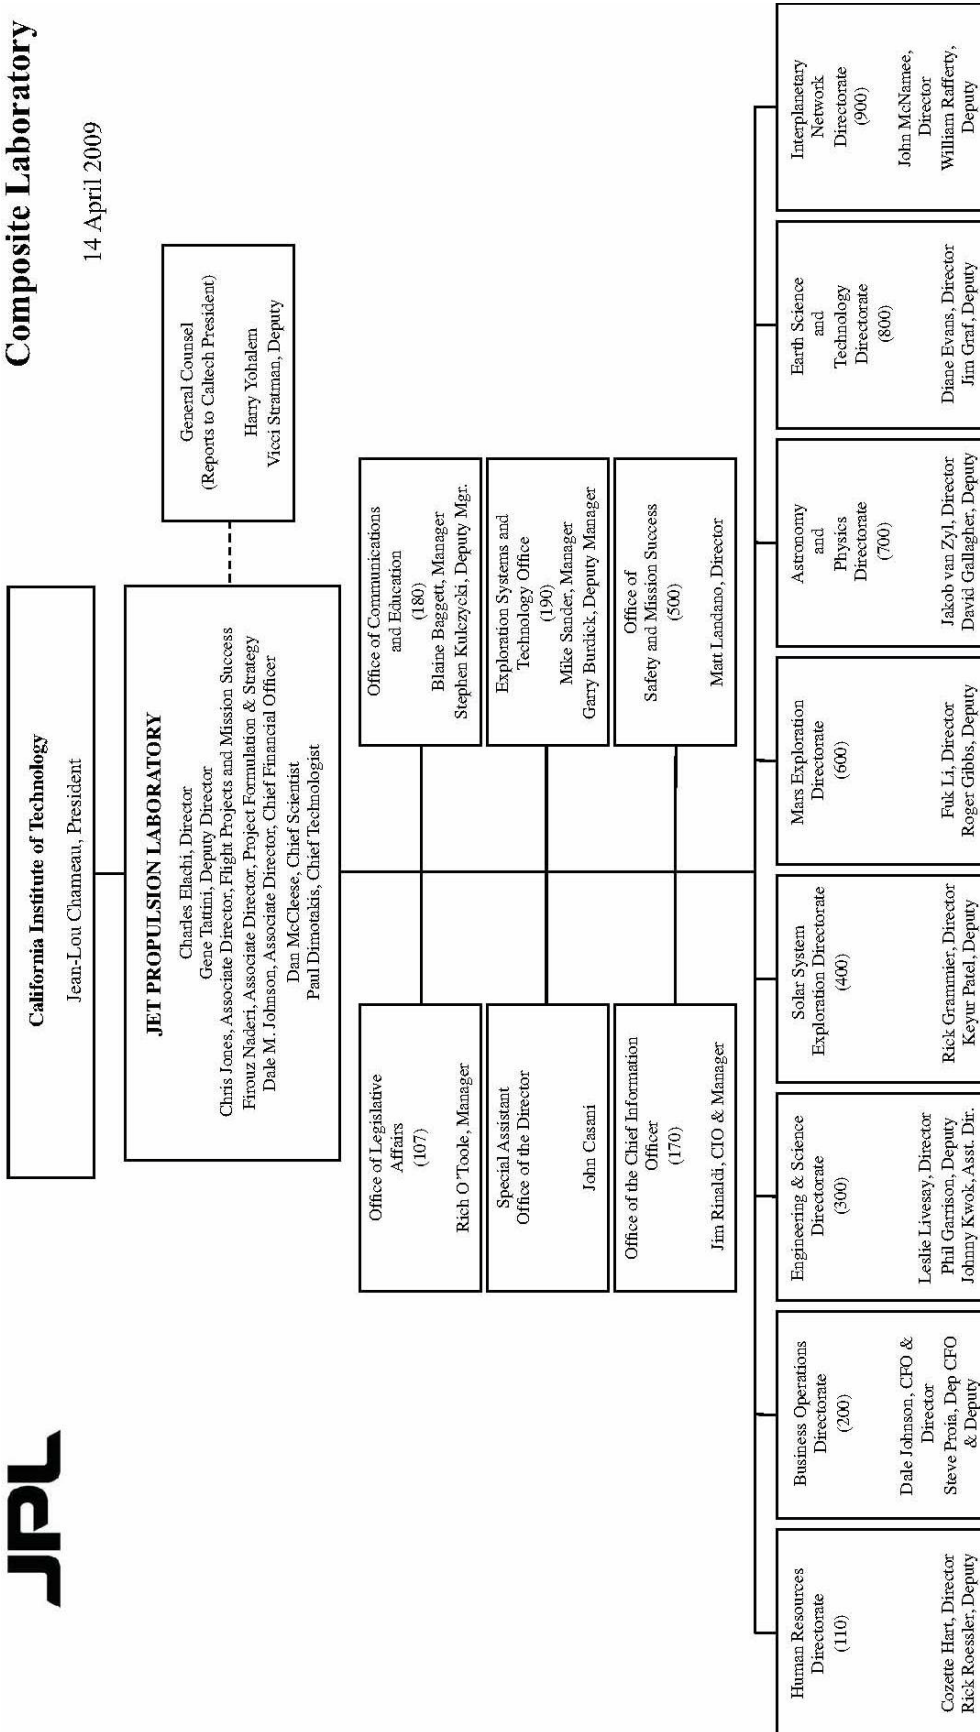 JPL
Composite Laboratory
14 April 2009
California Institute of Technology
Jean-Lou Chameau, President
JET PROPULSION LABORATORY
Charles Elachi, Director
Gene Tattini, Deputy Director
Chris Jones, Associate Director, Flight Projects and Mission Success
Firouz Naderi, Associate Director, Project Formulation & Strategy
Dale M. Johnson, Associate Director, Chief Financial Officer
Dan McCleese, Chief Scientist
Paul Dimotakis, Chief Technologist
General Counsel
(Reports to Caltech President)
Harry Yohalem
Vicci Stratman, Deputy
Office of Legislative
Affairs
(107)
Rich O'Toole, Manager
Office of Communications
and Education
(180)
Blaine Baggett, Manager
Stephen Kulczycki, Deputy Mgr.
Special Assistant
Office of the Director
John Casani
Exploration Systems and
Technology Office
(190)
Mike Sander, Manager
Garry Burdick, Deputy Manager
Office of the Chief Information
Officer
(170)
Jim Rinaldi, CIO & Manager
Office of
Safety and Mission Success
(500)
Matt Landano, Director
Human Resources
Directorate
(110)
Cozette Hart, Director
Rick Roessler, Deputy
Business Operations
Directorate
(200)
Dale Johnson, CFO &
Director
Steve Proia, Dep CFO
& Deputy
Engineering & Science
Directorate
(300)
Leslie Livesay, Director
Phil Garrison, Deputy
Johnny Kwok, Asst. Dir.
Solar System
Exploration Directorate
(400)
Rick Grammier, Director
Keyur Patel, Deputy
Mars Exploration
Directorate
(600)
Fuk Li, Director
Roger Gibbs, Deputy
Astronomy
and
Physics
Directorate
(700)
Jakob van Zyl, Director
David Gallagher, Deputy
Earth Science
and
Technology
Directorate
(800)
Diane Evans, Director
Jim Graf, Deputy
Interplanetary
Network
Directorate
(900)
John McNamee,
Director
William Rafferty,
Deputy